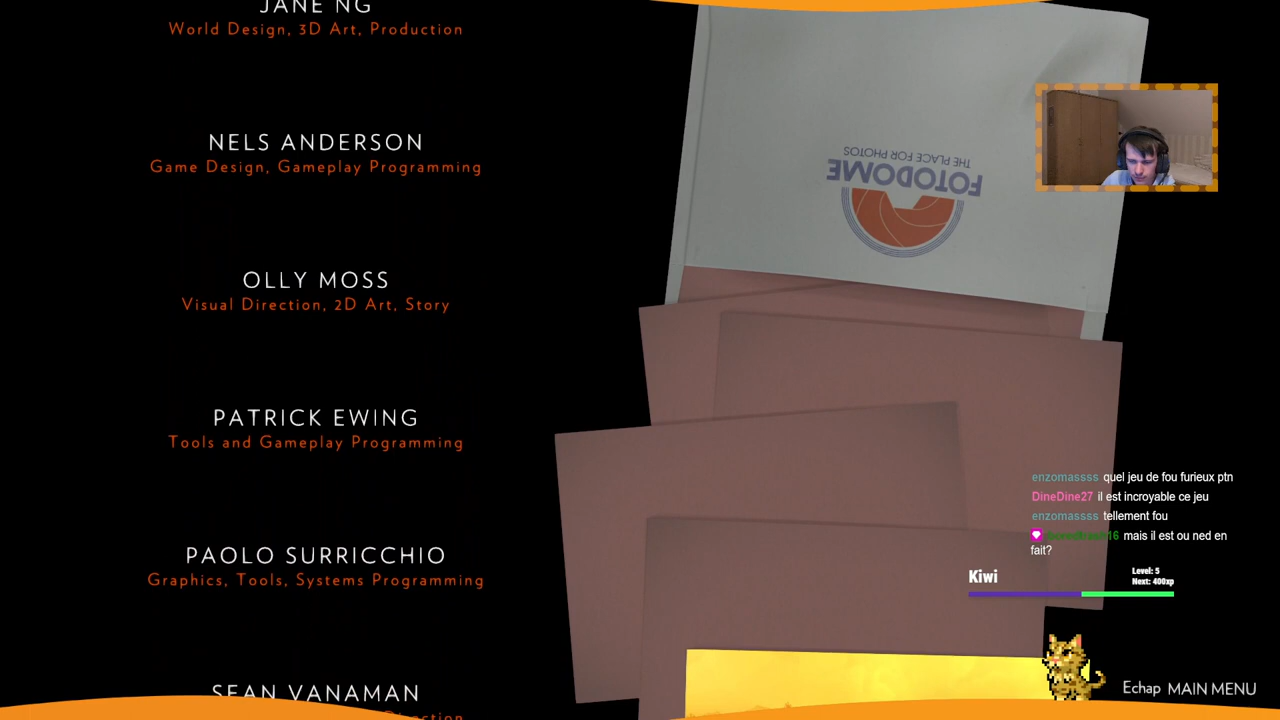 JANE NG
World Design, 3D Art, Production
NELS ANDERSON
Game Design, Gameplay Programming
OLLY MOSS
Visual Direction, 2D Art, Story
PATRICK EWING
Tools and Gameplay Programming
PAOLO SURRICCHIO
Graphics, Tools, Systems Programming
SEAN VANAMAN
FOTODOME
THE PLACE FOR PHOTOS
enzomassss quel jeu de fou furieux ptn
DineDine27 il est incroyable ce jeu
enzomassss tellement fou
mais il est ou ned en
fait?
Kiwi
Level: 5
Next: 400xp
Echap MAIN MENU